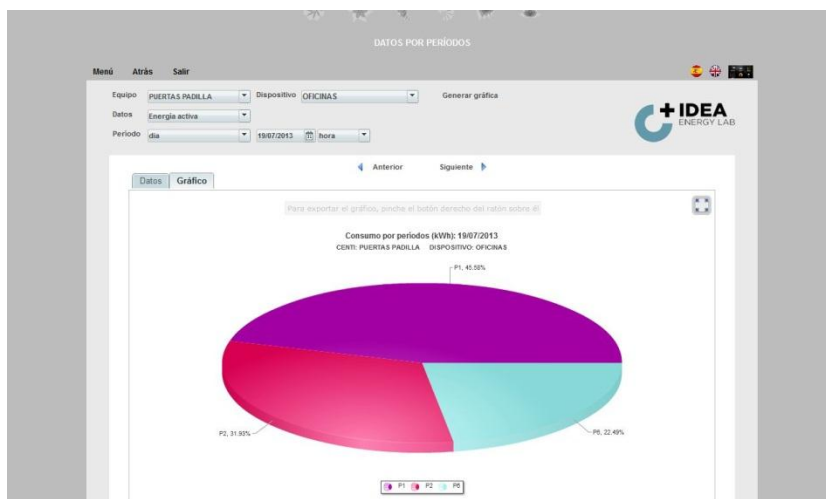 DATOS POR PERÍODOS
Menú Atrás Salir
Equipo PUERTAS PADILLA Dispositivo OFICINAS Generar gráfica
Datos Energía activa
Período día 19/07/2013 hora
+ IDEA
ENERGY LAB
Anterior Siguiente
Datos Gráfico
Para exportar el gráfico, pinche el botón derecho del ratón sobre él
Consumo por periodos (kWh): 19/07/2013
CENTI: PUERTAS PADILLA DISPOSITIVO: OFICINAS
P1, 45.58%
P2, 31.93%
P6, 22.49%
P1 P2 P6